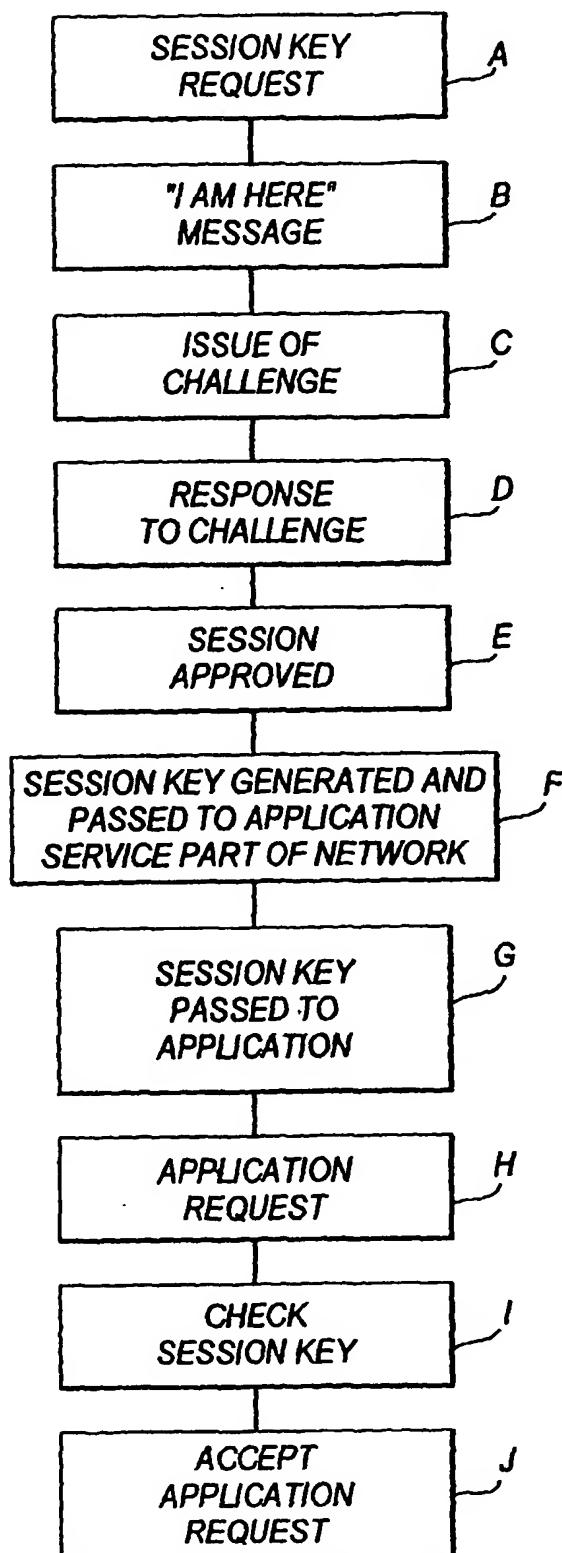 SESSION KEY
REQUEST
A
"I AM HERE"
MESSAGE
B
ISSUE OF
CHALLENGE
C
RESPONSE
TO CHALLENGE
D
SESSION
APPROVED
E
SESSION KEY GENERATED AND
PASSED TO APPLICATION
SERVICE PART OF NETWORK
F
SESSION KEY
PASSED TO
APPLICATION
G
APPLICATION
REQUEST
H
CHECK
SESSION KEY
I
ACCEPT
APPLICATION
REQUEST
J